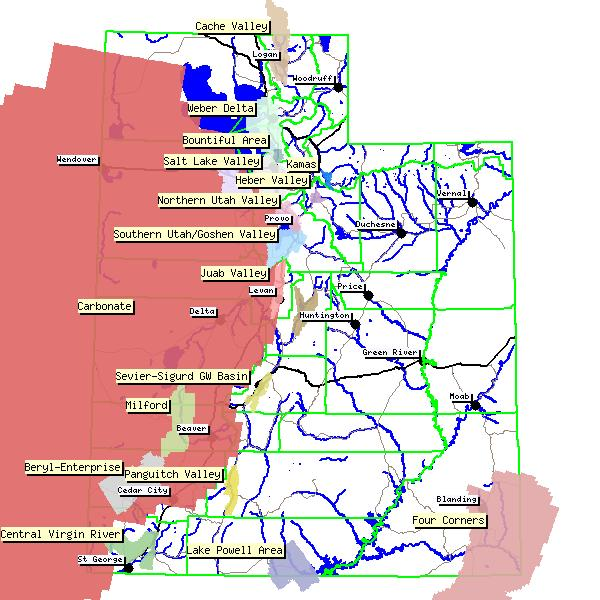 Cache Valley
Logan
Woodruff
Weber Delta
Bountiful Area
Wendover
Salt Lake Valley
Kamas
Heber Valley
Northern Utah Valley
Vernal
Provo
Duchesne
Southern Utah/Goshen Valley
Juab Valley
Levan
Price
Carbonate
Delta
Huntington
Green River
Sevier-Sigurd GW Basin
Milford
Moab
Beaver
Beryl-Enterprise
Panguitch Valley
Cedar City
Blanding
Four Corners
Central Virgin River
Lake Powell Area
St George